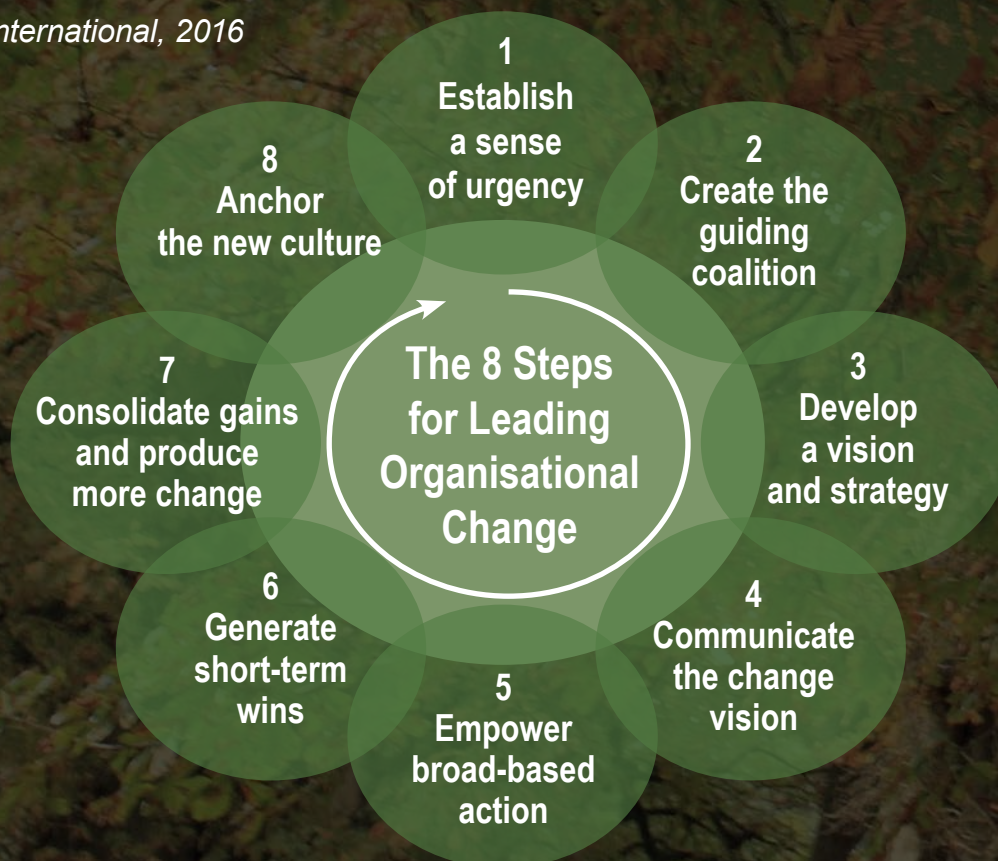 International, 2016
1
Establish
a sense
of urgency
2
Create the
guiding
coalition
3
Develop
a vision
and strategy
4
Communicate
the change
vision
5
Empower
broad-based
action
6
Generate
short-term
wins
7
Consolidate gains
and produce
more change
8
Anchor
the new culture
The 8 Steps
for Leading
Organisational
Change